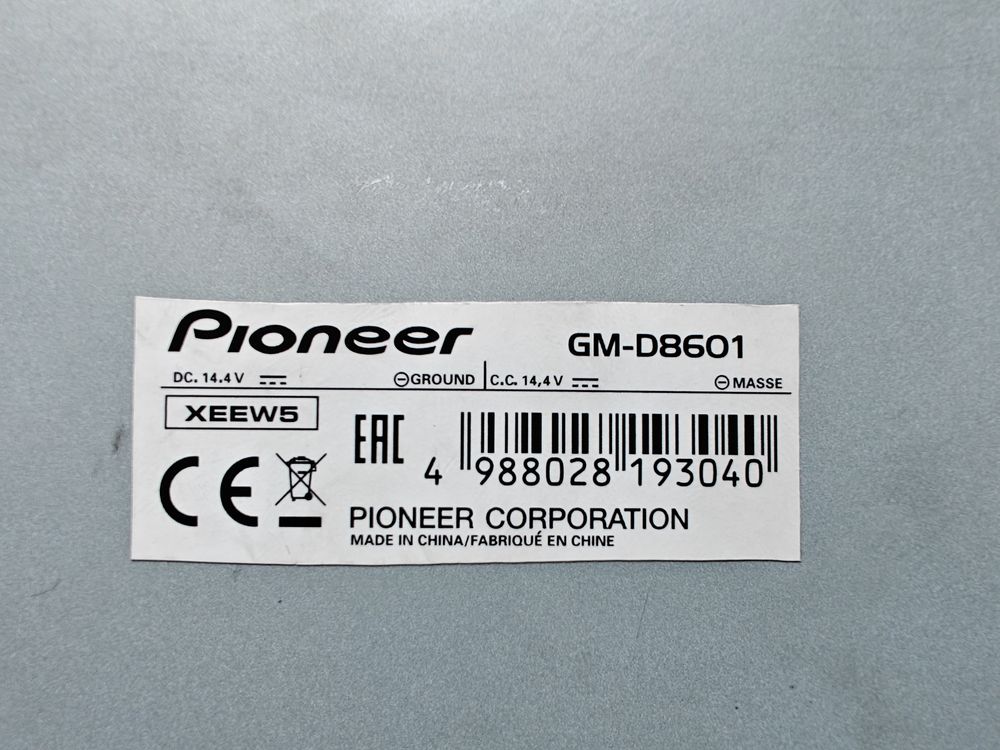 Pioneer GM-D8601
DC. 14.4 V ⎓ ⊖GROUND C.C. 14,4 V ⎓ ⊖ MASSE
XEEW5
EAC
CE
4 988028 193040
PIONEER CORPORATION
MADE IN CHINA/FABRIQUÉ EN CHINE